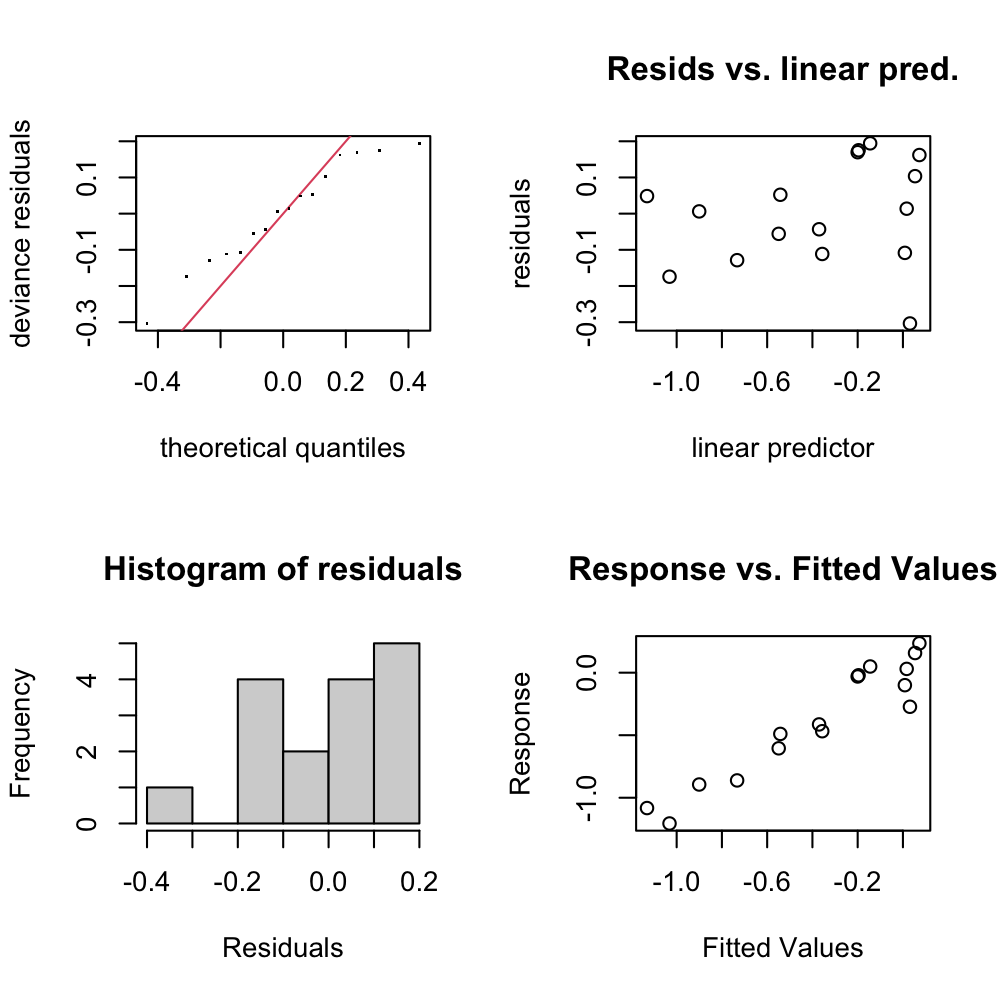 deviance residuals
0.1
-0.1
-0.3
-0.4 0.0 0.2 0.4
theoretical quantiles
Resids vs. linear pred.
residuals
0.1
-0.1
-0.3
-1.0 -0.6 -0.2
linear predictor
Histogram of residuals
Frequency
4
2
0
-0.4 -0.2 0.0 0.2
Residuals
Response vs. Fitted Values
Response
0.0
-1.0
-1.0 -0.6 -0.2
Fitted Values